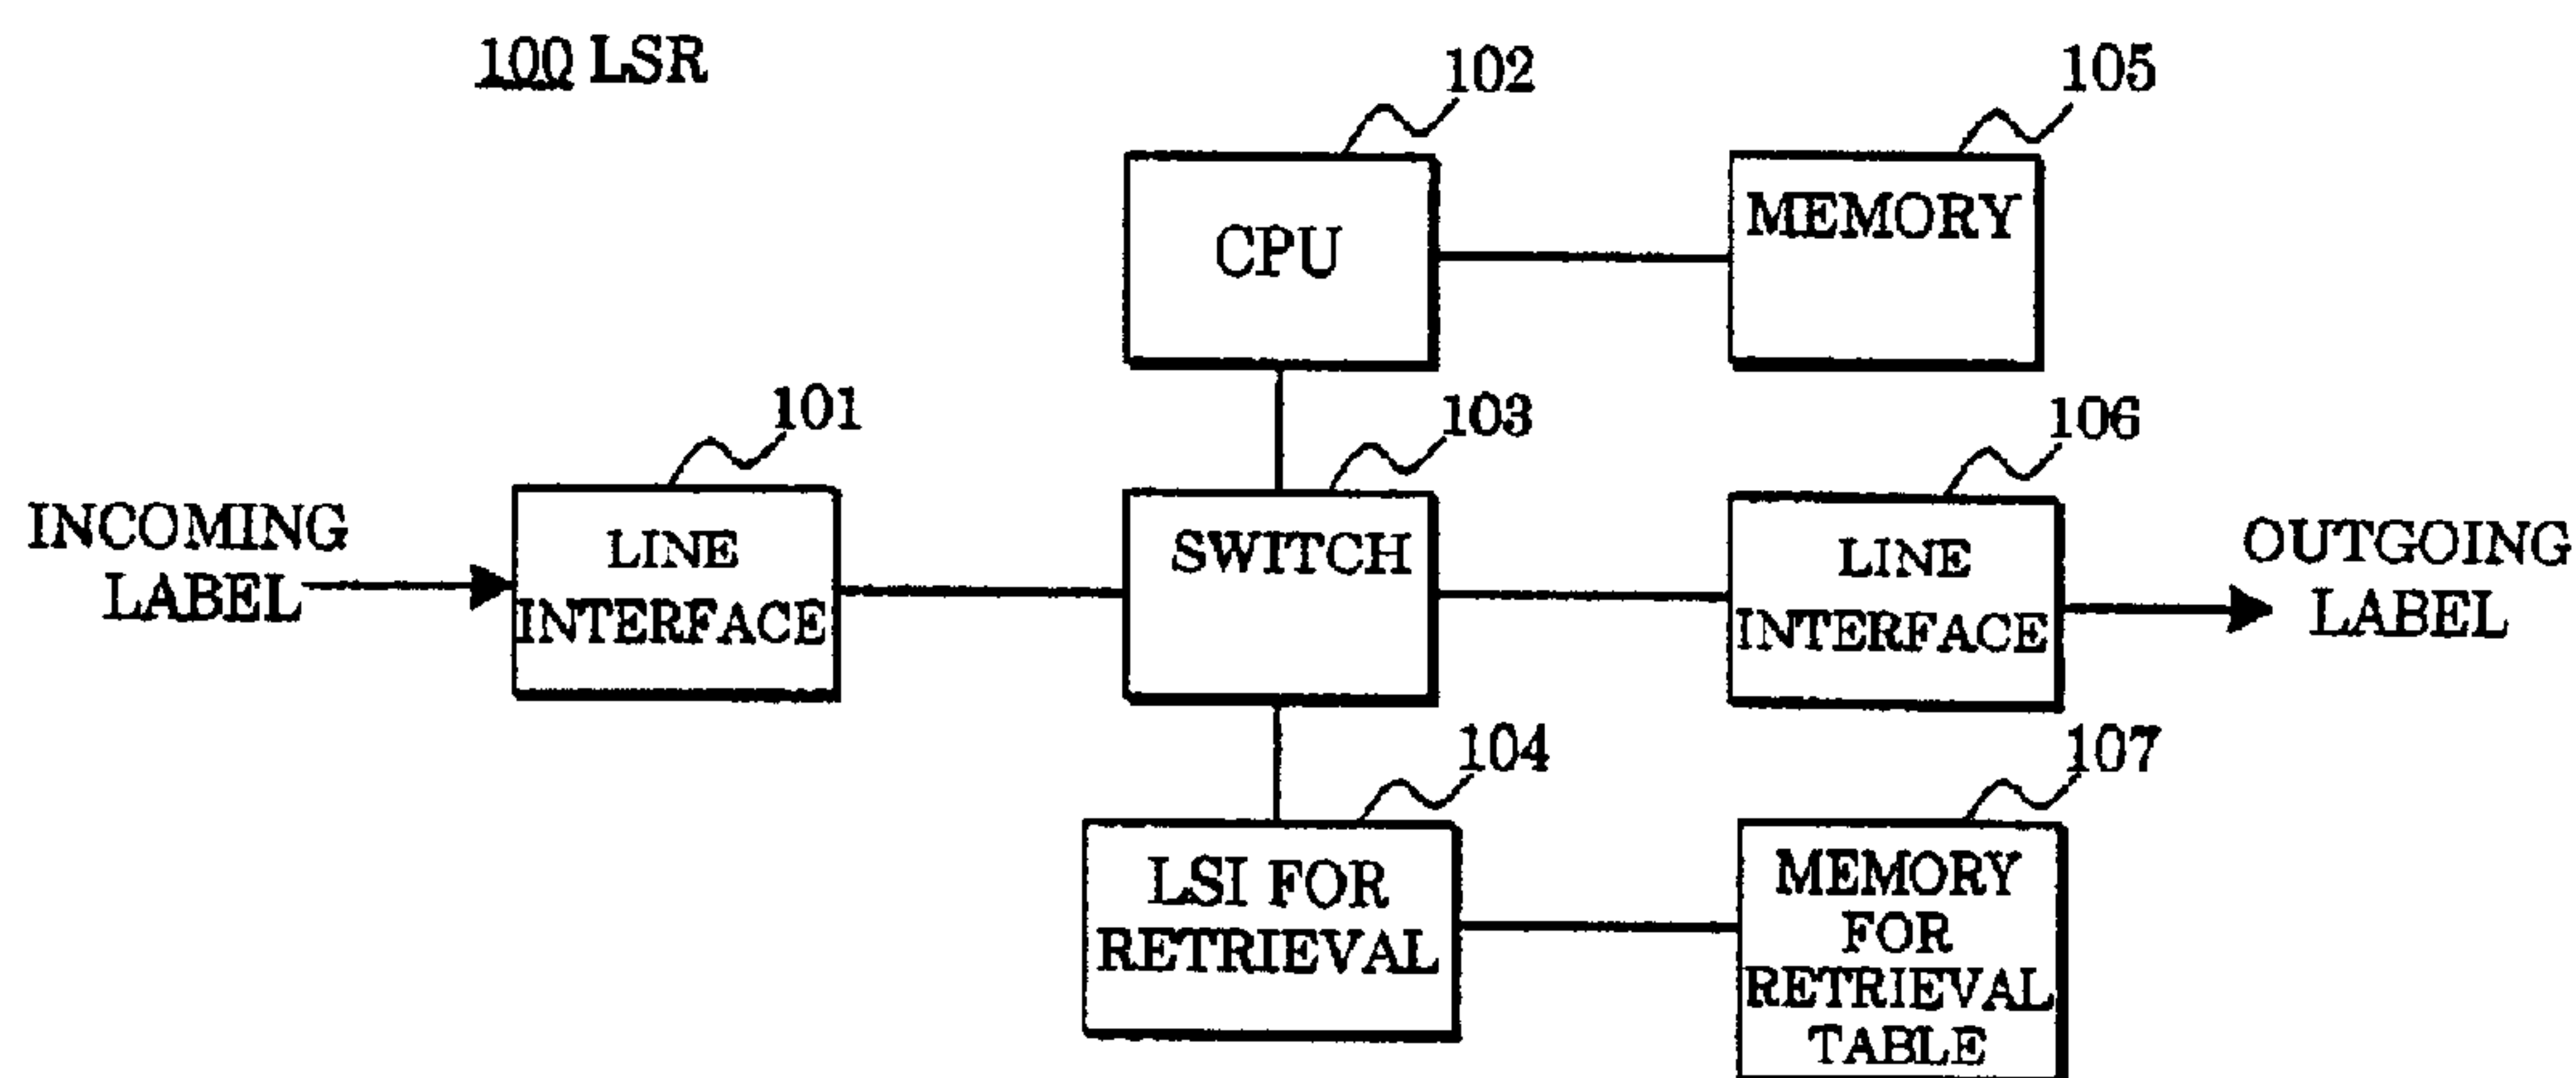 100 LSR
102
105
CPU
MEMORY
101
103
106
INCOMING
LABEL
LINE
INTERFACE
SWITCH
LINE
INTERFACE
OUTGOING
LABEL
104
107
LSI FOR
RETRIEVAL
MEMORY
FOR
RETRIEVAL
TABLE